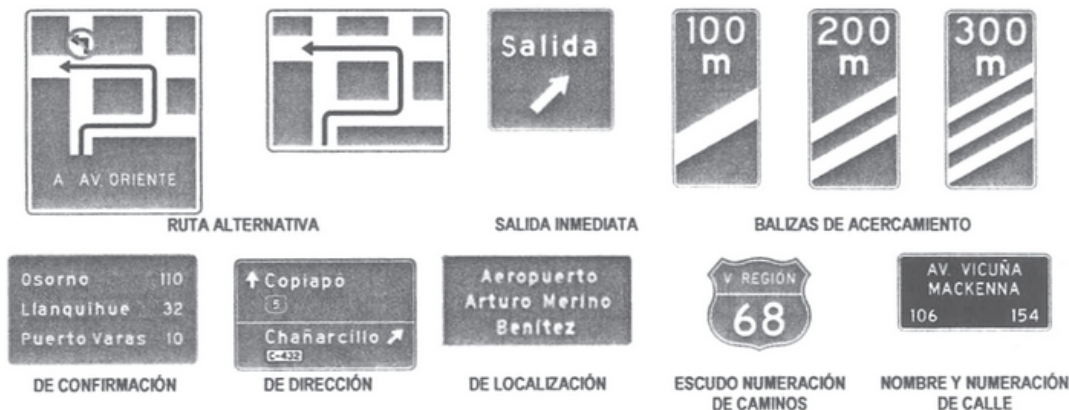 A AV. ORIENTE
Salida
100 m
200 m
300 m
RUTA ALTERNATIVA
SALIDA INMEDIATA
BALIZAS DE ACERCAMIENTO
Osorno 110
Llanquihue 32
Puerto Varas 10
Copiapó
5
Chañarcillo
C-432
Aeropuerto
Arturo Merino
Benítez
V REGIÓN
68
AV. VICUÑA
MACKENNA
106 154
DE CONFIRMACIÓN
DE DIRECCIÓN
DE LOCALIZACIÓN
ESCUDO NUMERACIÓN
DE CAMINOS
NOMBRE Y NUMERACIÓN
DE CALLE